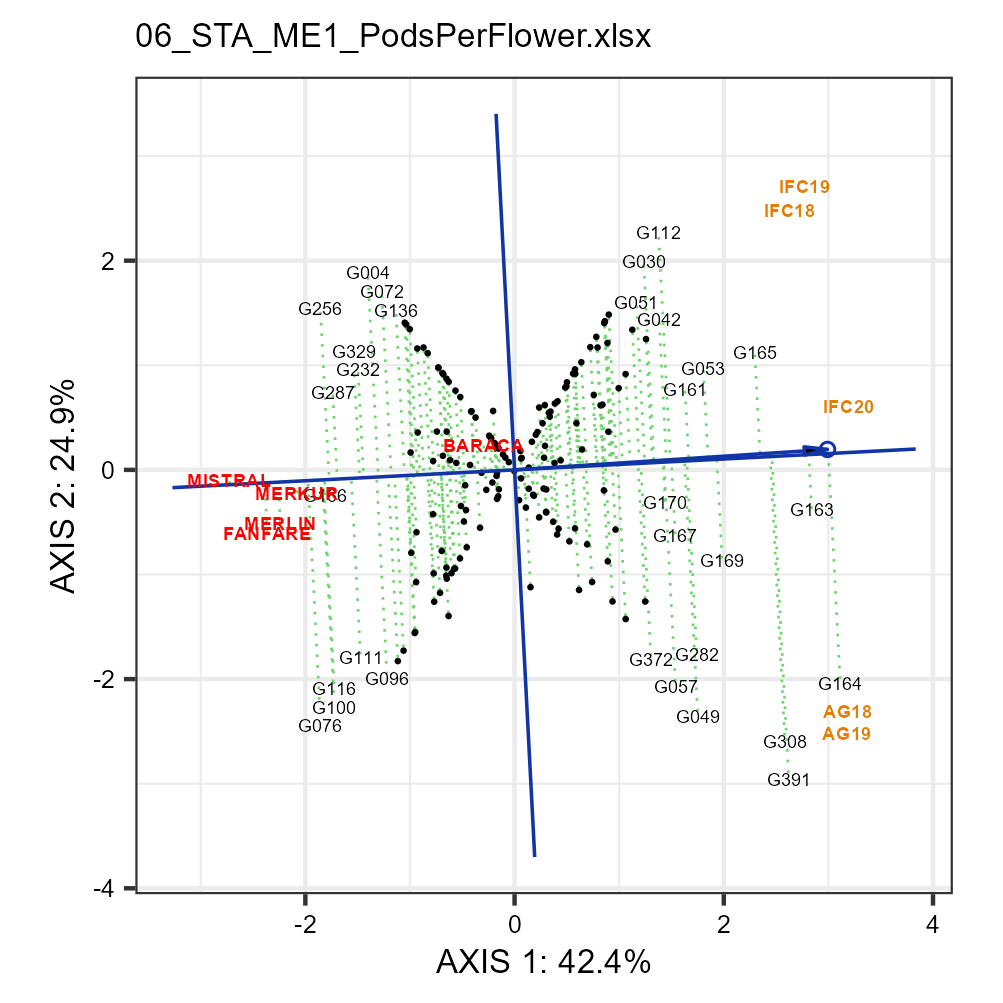 06_STA_ME1_PodsPerFlower.xlsx
IFC19
IFC18
G112
G030
2
G004
G072
G256
G136
G051
G042
G329
G165
G232
G053
G287
G161
IFC20
BARACA
0
MISTRAL
MERKUR
G166
G170
G163
MERLIN
FANFARE
G167
G169
G111
G372
G282
-2
G096
G164
G116
G057
G100
AG18
G049
G076
AG19
G308
G391
-4
-2
0
2
4
AXIS 1: 42.4%
AXIS 2: 24.9%